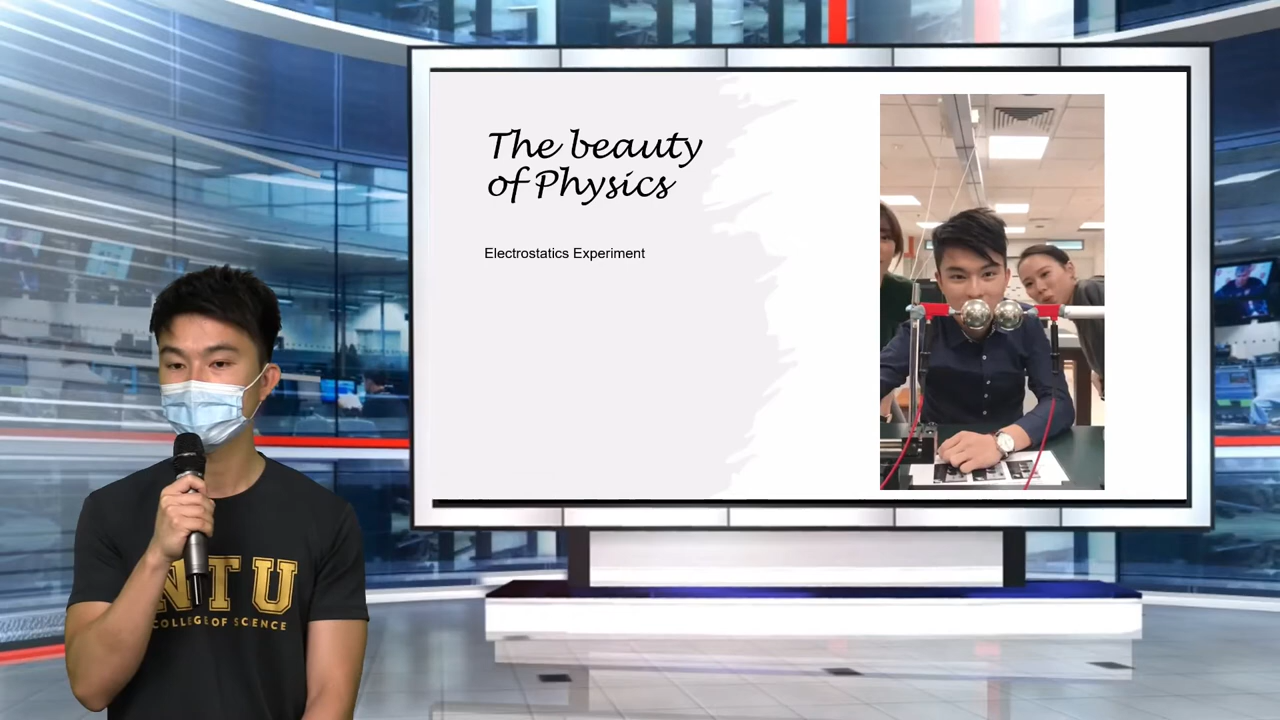 The beauty
of Physics
Electrostatics Experiment
NTU
COLLEGE OF SCIENCE